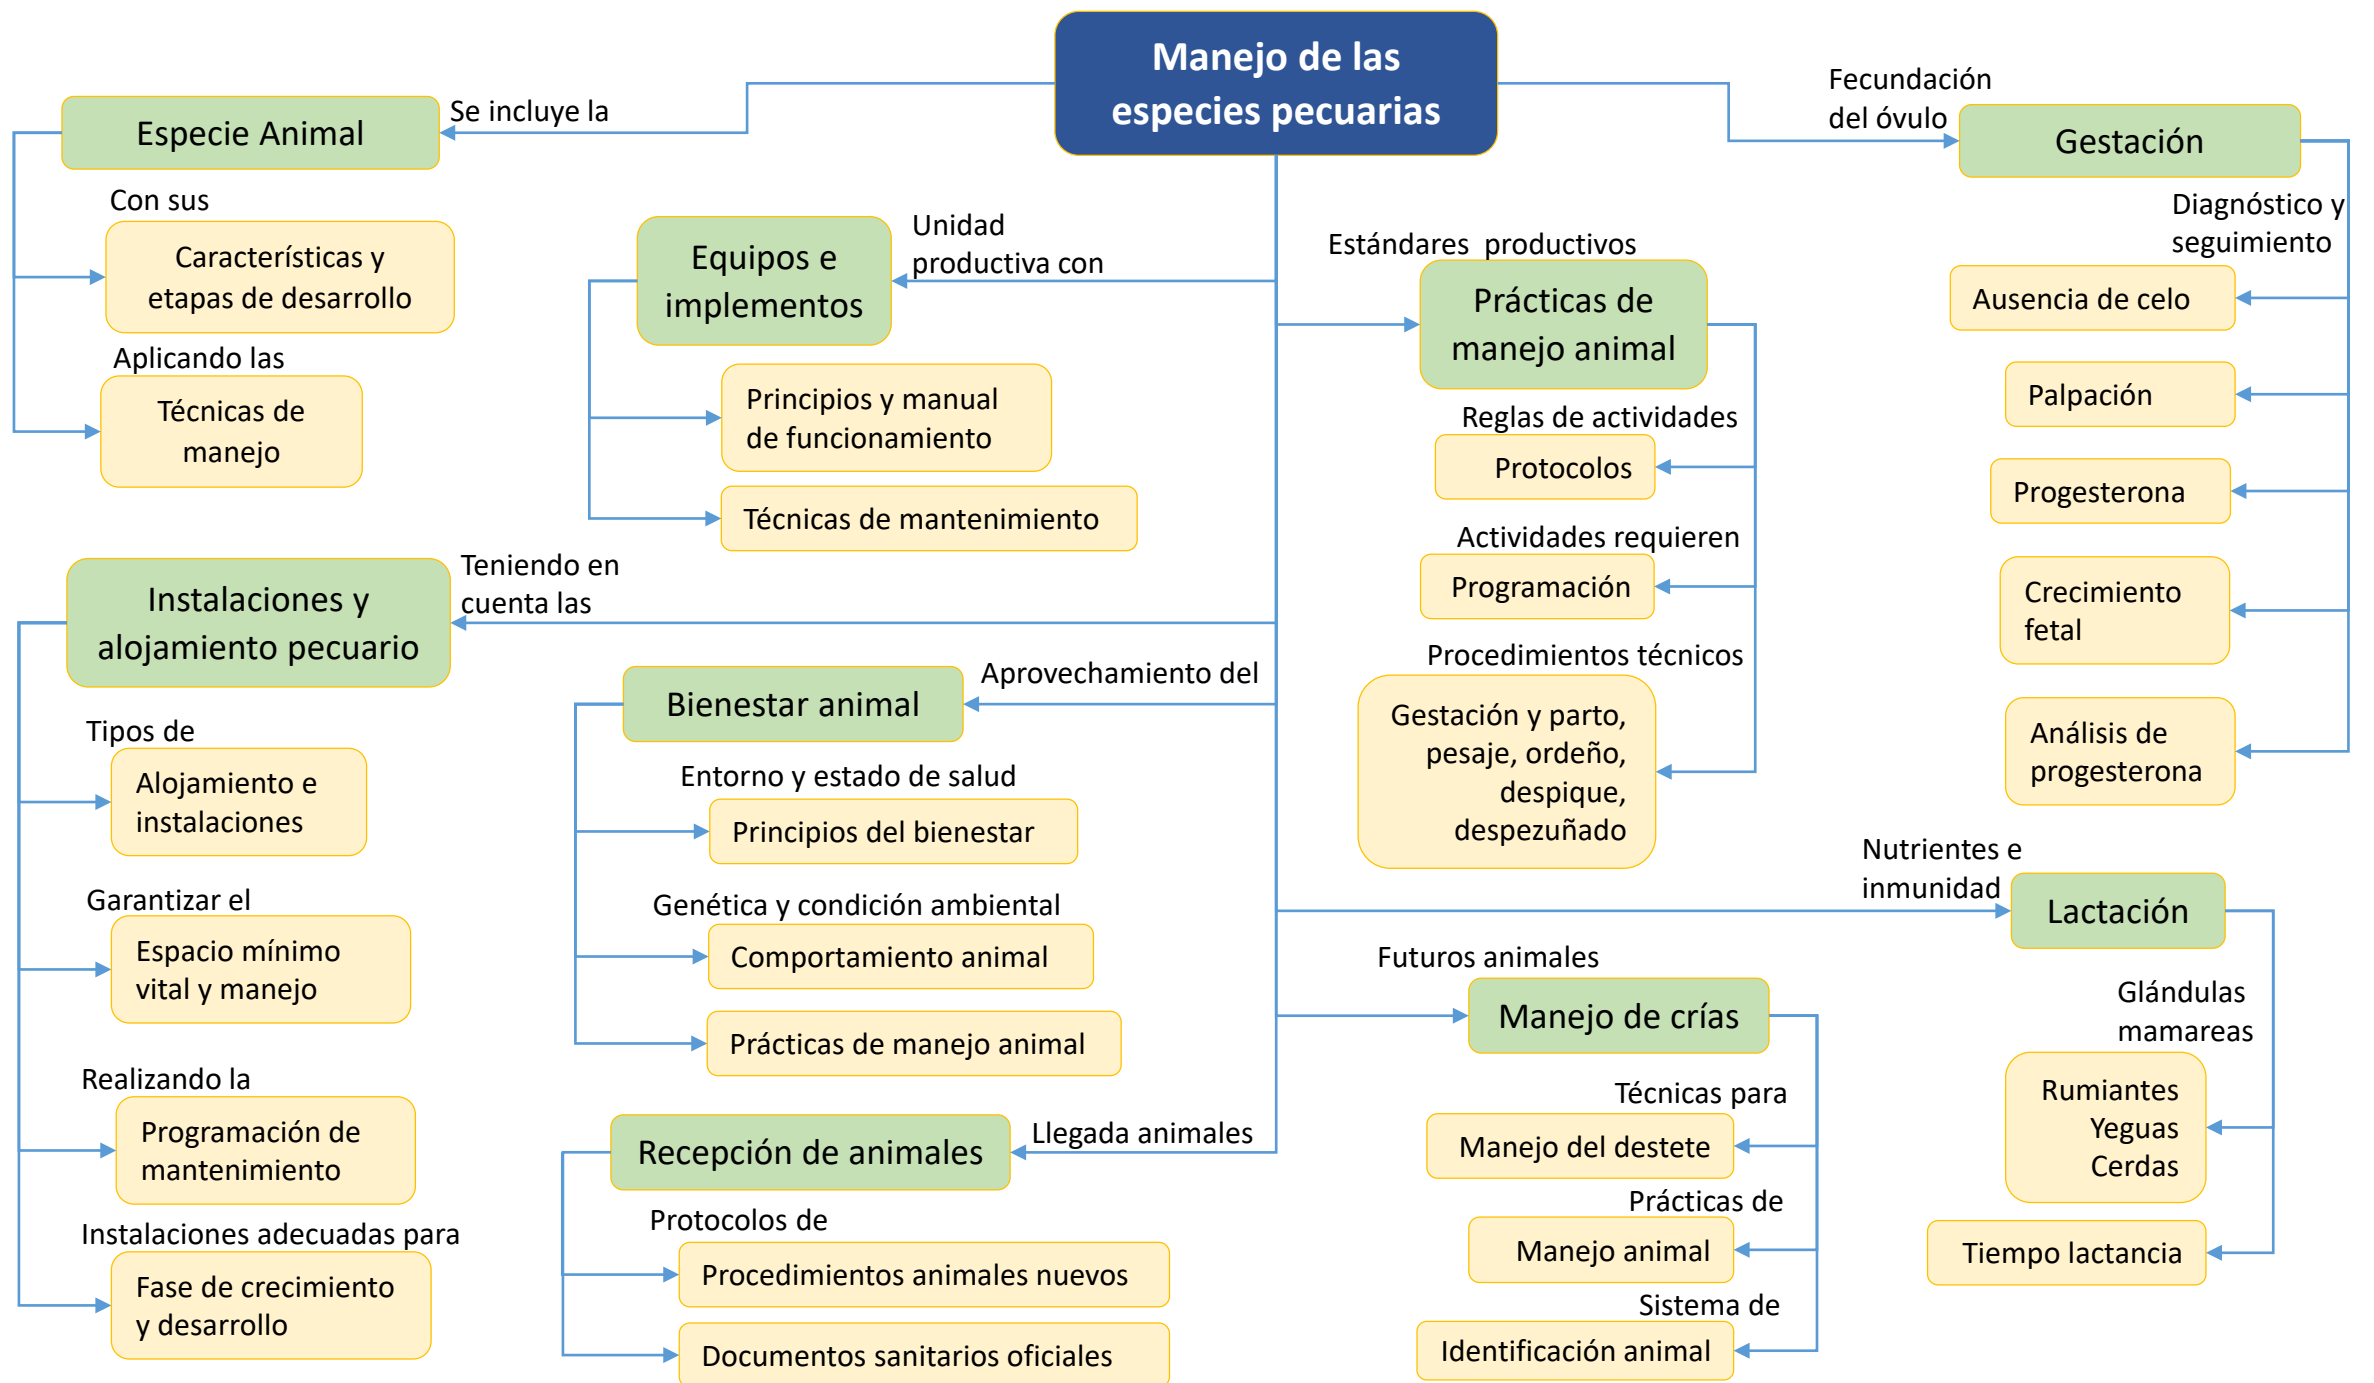 Manejo de las
especies pecuarias
Se incluye la
Especie Animal
Con sus
Características y
etapas de desarrollo
Aplicando las
Técnicas de
manejo
Unidad
productiva con
Equipos e
implementos
Principios y manual
de funcionamiento
Técnicas de mantenimiento
Teniendo en
cuenta las
Instalaciones y
alojamiento pecuario
Tipos de
Alojamiento e
instalaciones
Garantizar el
Espacio mínimo
vital y manejo
Realizando la
Programación de
mantenimiento
Instalaciones adecuadas para
Fase de crecimiento
y desarrollo
Aprovechamiento del
Bienestar animal
Entorno y estado de salud
Principios del bienestar
Genética y condición ambiental
Comportamiento animal
Prácticas de manejo animal
Llegada animales
Recepción de animales
Protocolos de
Procedimientos animales nuevos
Documentos sanitarios oficiales
Estándares productivos
Prácticas de
manejo animal
Reglas de actividades
Protocolos
Actividades requieren
Programación
Procedimientos técnicos
Gestación y parto,
pesaje, ordeño,
despique,
despezuñado
Fecundación
del óvulo
Gestación
Diagnóstico y
seguimiento
Ausencia de celo
Palpación
Progesterona
Crecimiento
fetal
Análisis de
progesterona
Nutrientes e
inmunidad
Lactación
Glándulas
mamareas
Rumiantes
Yeguas
Cerdas
Tiempo lactancia
Futuros animales
Manejo de crías
Técnicas para
Manejo del destete
Prácticas de
Manejo animal
Sistema de
Identificación animal